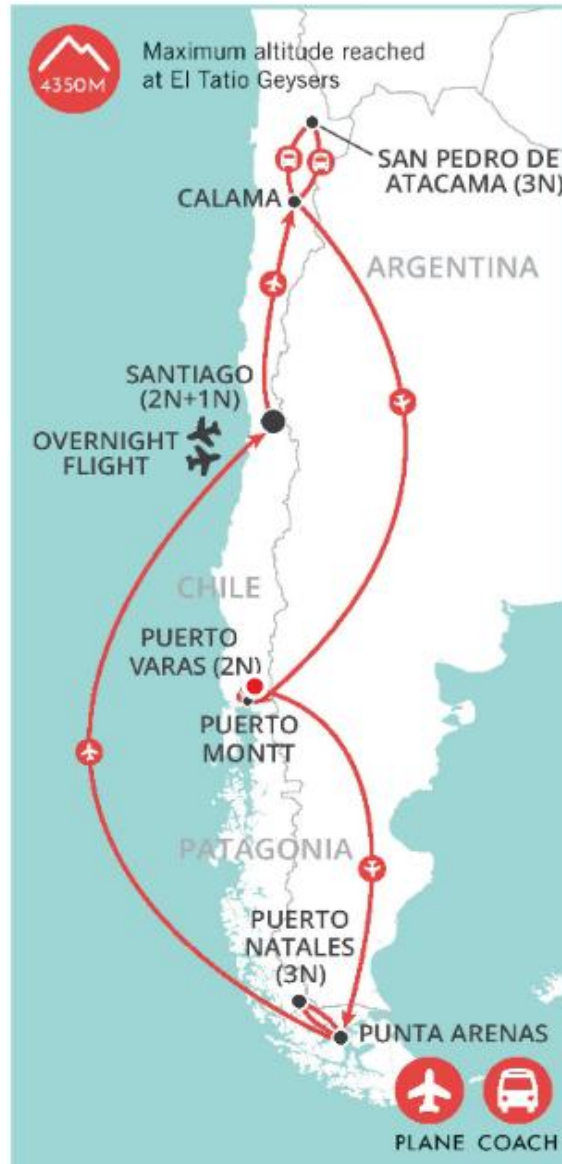 4350M
Maximum altitude reached
at El Tatio Geysers
SAN PEDRO DE
ATACAMA (3N)
CALAMA
ARGENTINA
SANTIAGO
(2N+1N)
OVERNIGHT
FLIGHT
CHILE
PUERTO
VARAS (2N)
PUERTO
MONTT
PATAGONIA
PUERTO
NATALES
(3N)
PUNTA ARENAS
PLANE COACH